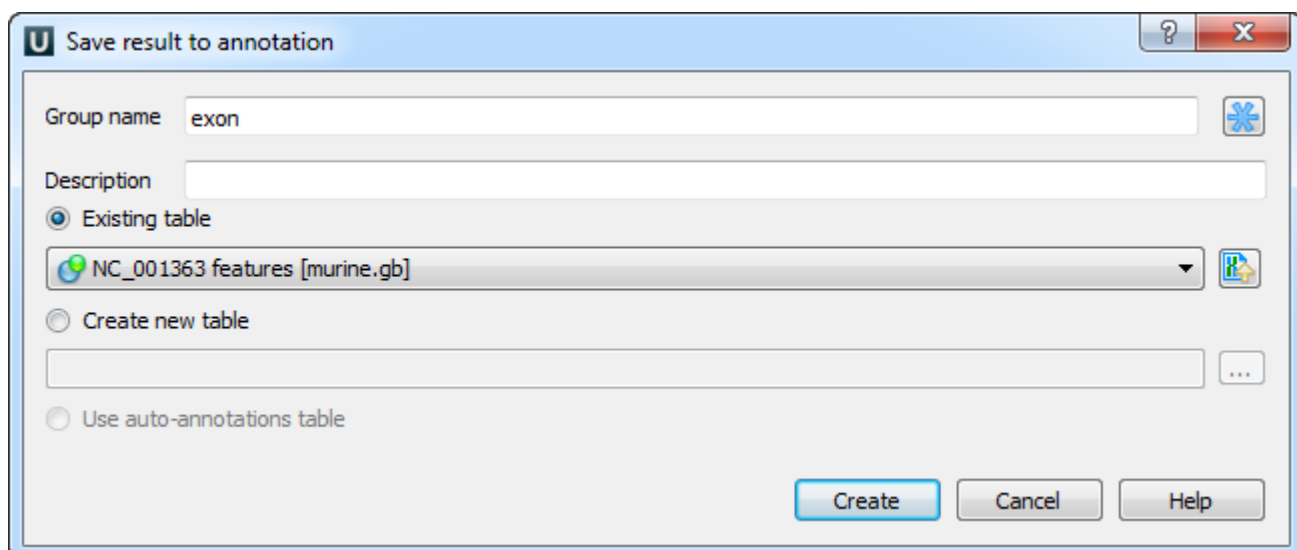 U Save result to annotation ?
Group name exon
Description
Existing table
NC_001363 features [murine.gb]
Create new table
...
Use auto-annotations table
Create Cancel Help